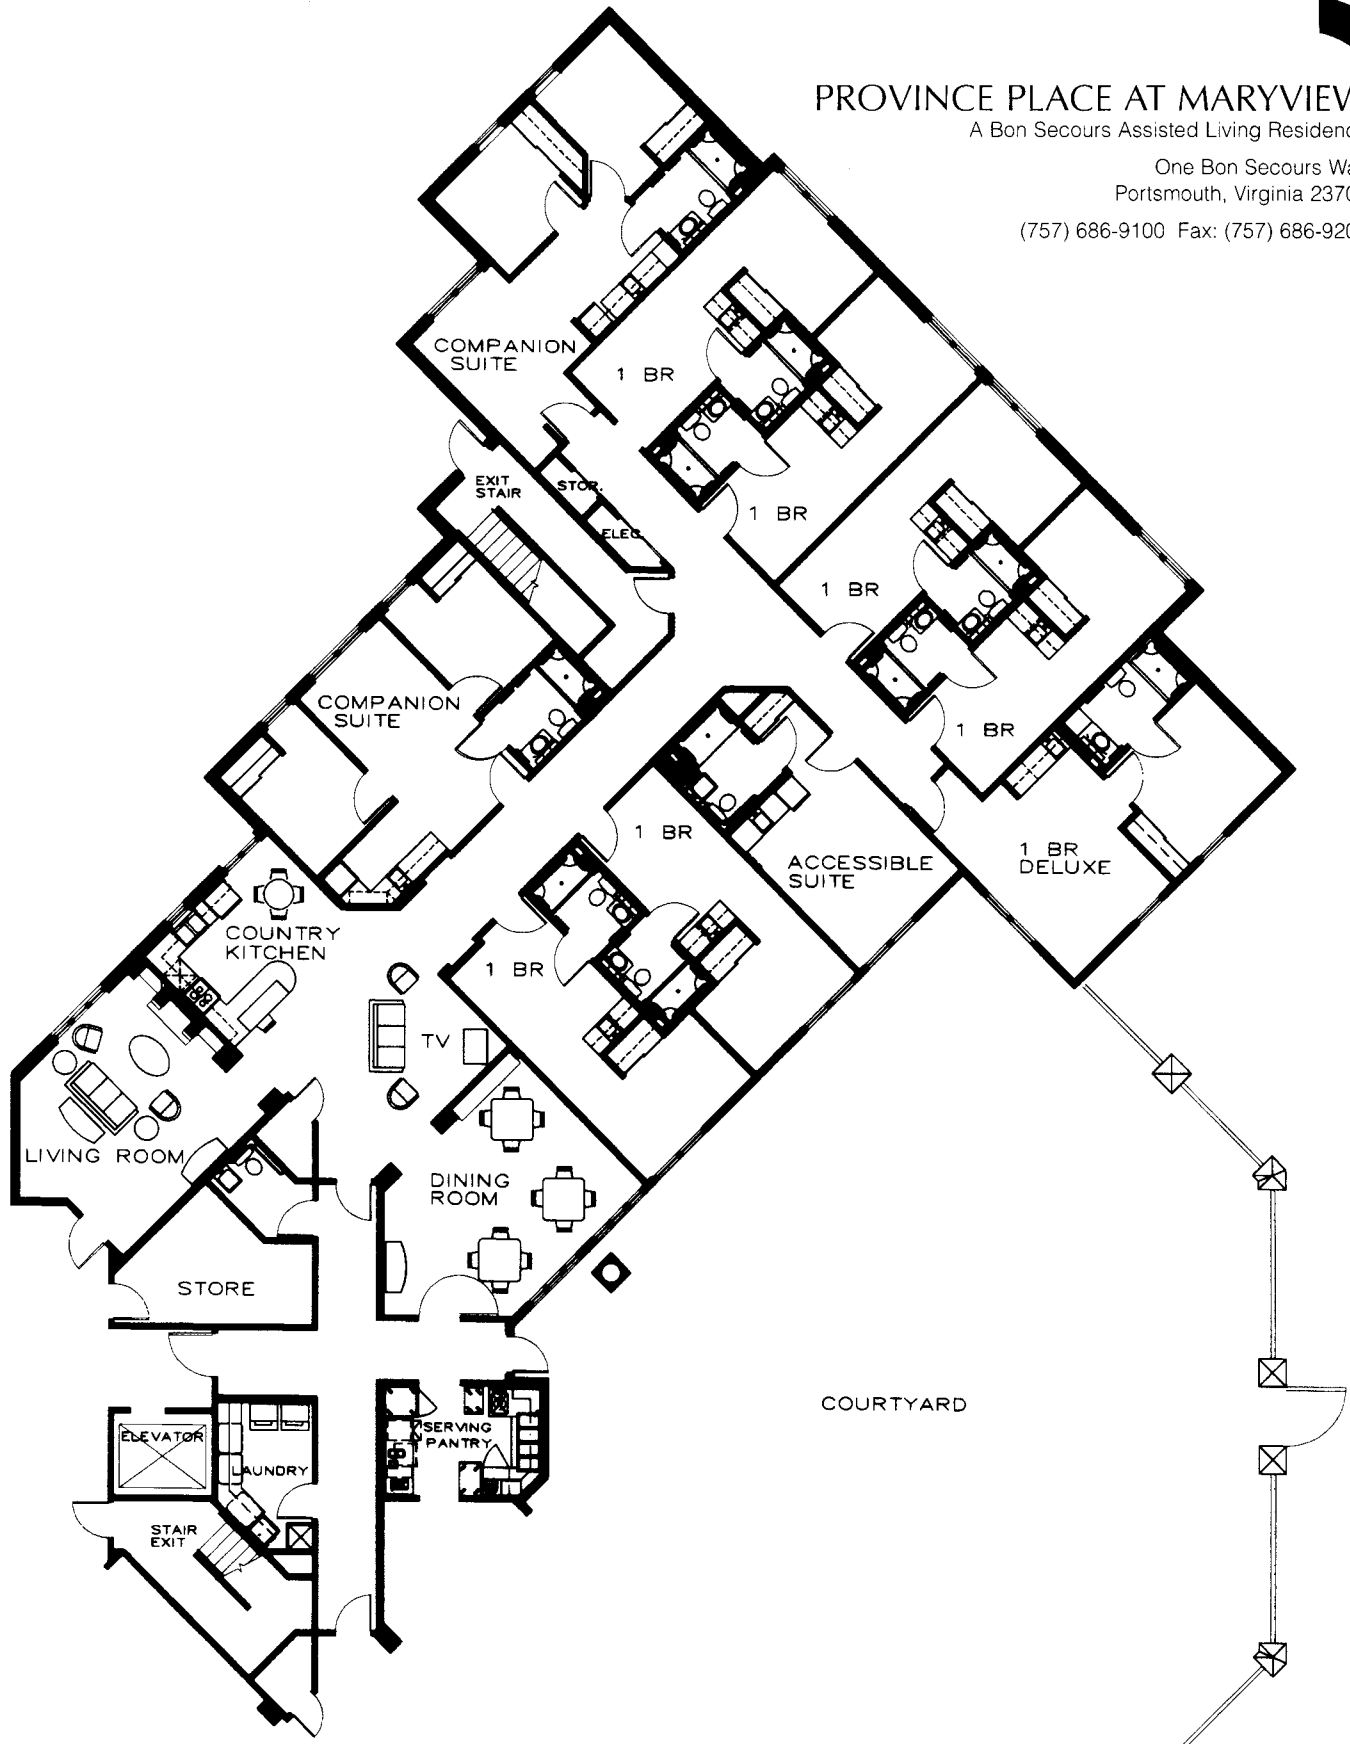 PROVINCE PLACE AT MARYVIEW
A Bon Secours Assisted Living Residenc
One Bon Secours Wa
Portsmouth, Virginia 2370
(757) 686-9100 Fax: (757) 686-920
COMPANION
SUITE
1 BR
EXIT
STAIR
STOR.
ELEC.
1 BR
1 BR
1 BR
COMPANION
SUITE
1 BR
ACCESSIBLE
SUITE
1 BR
DELUXE
COUNTRY
KITCHEN
1 BR
TV
LIVING ROOM
DINING
ROOM
STORE
COURTYARD
SERVING
PANTRY
ELEVATOR
LAUNDRY
STAIR
EXIT